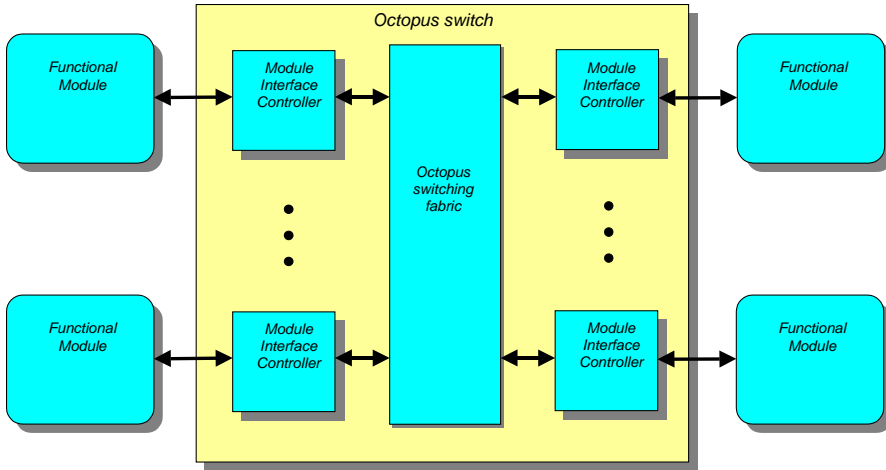 Octopus switch
Functional
Module
Module
Interface
Controller
Module
Interface
Controller
Functional
Module
Octopus
switching
fabric
Functional
Module
Module
Interface
Controller
Module
Interface
Controller
Functional
Module